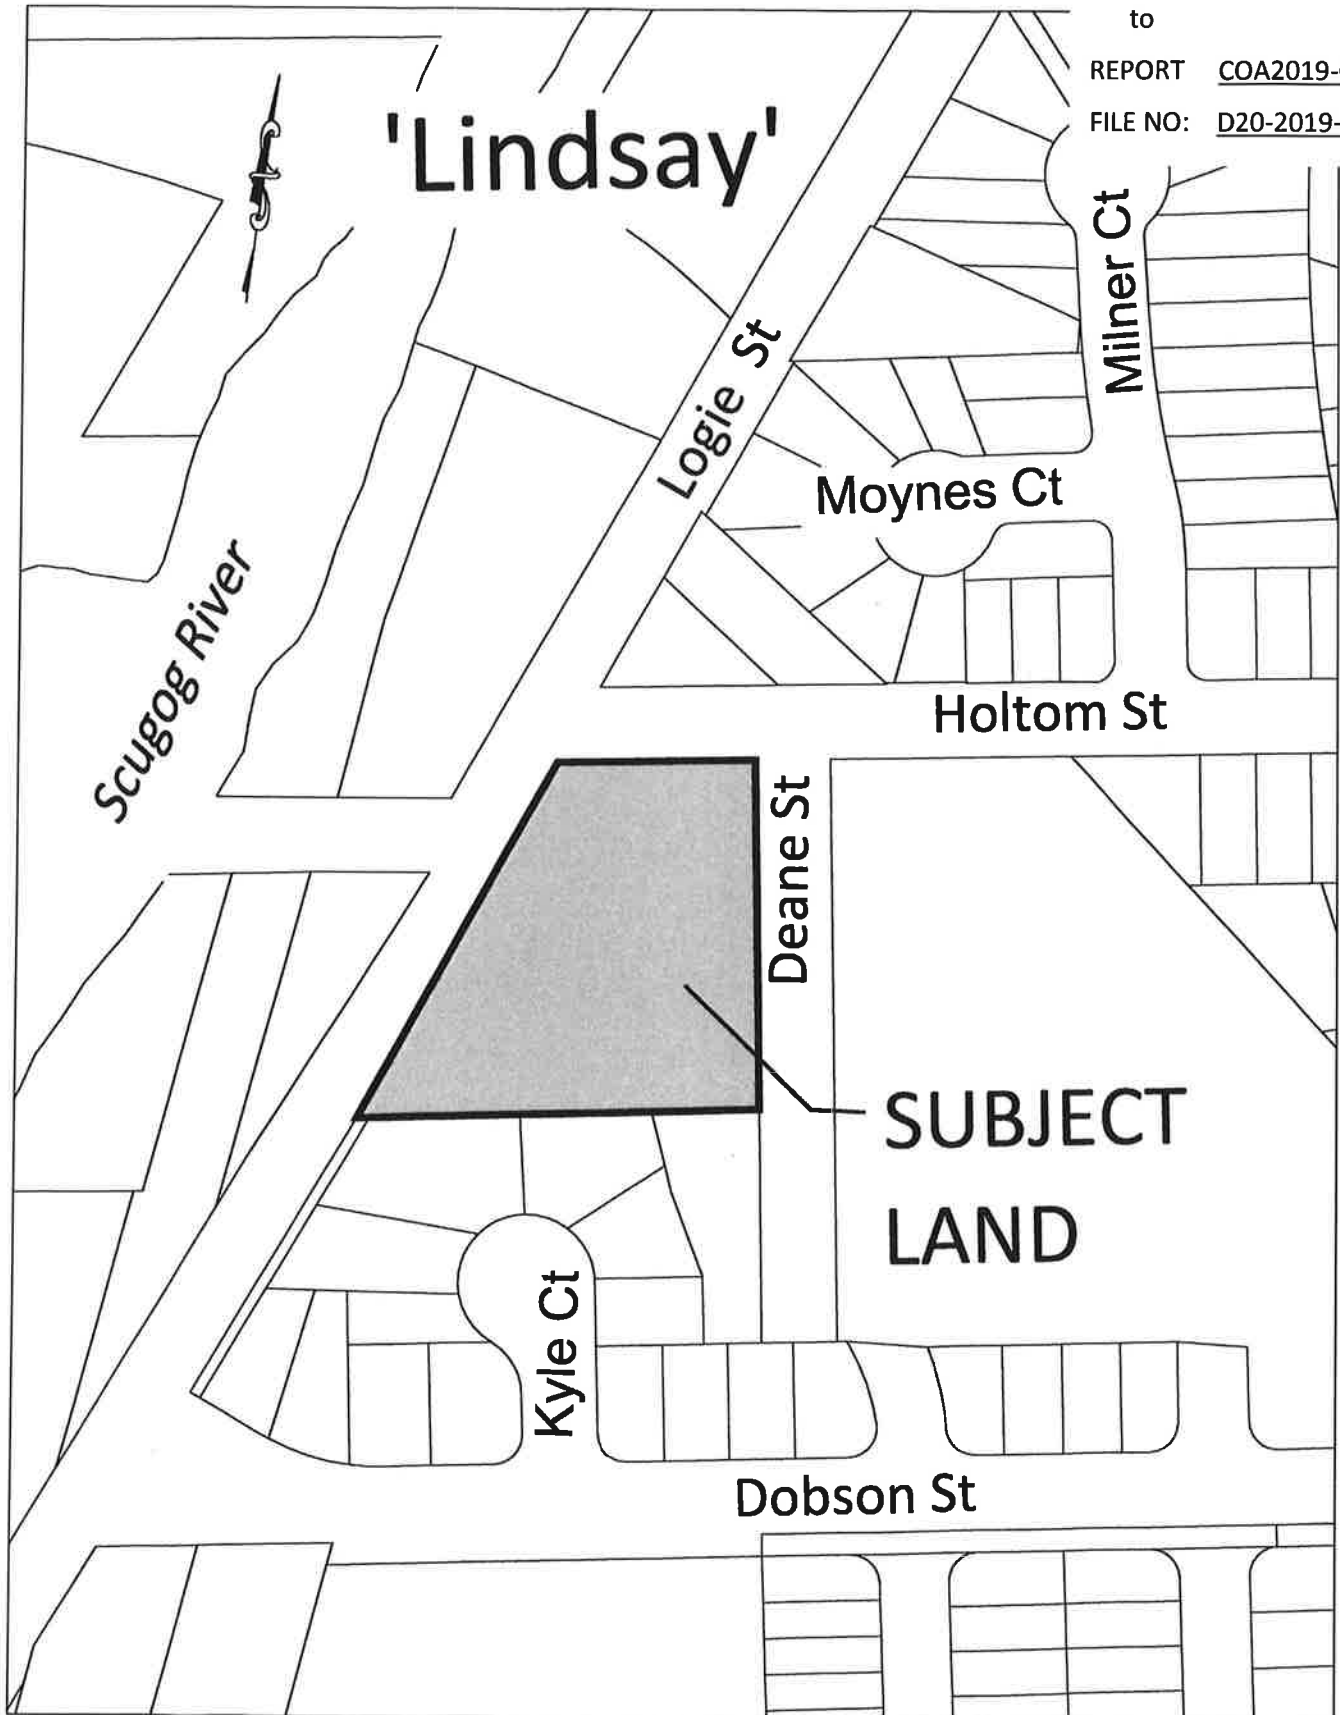 to
REPORT COA2019-
FILE NO: D20-2019-
'Lindsay'
Milner Ct
Logie St
Moynes Ct
Scugog River
Holtom St
Deane St
SUBJECT
LAND
Kyle Ct
Dobson St